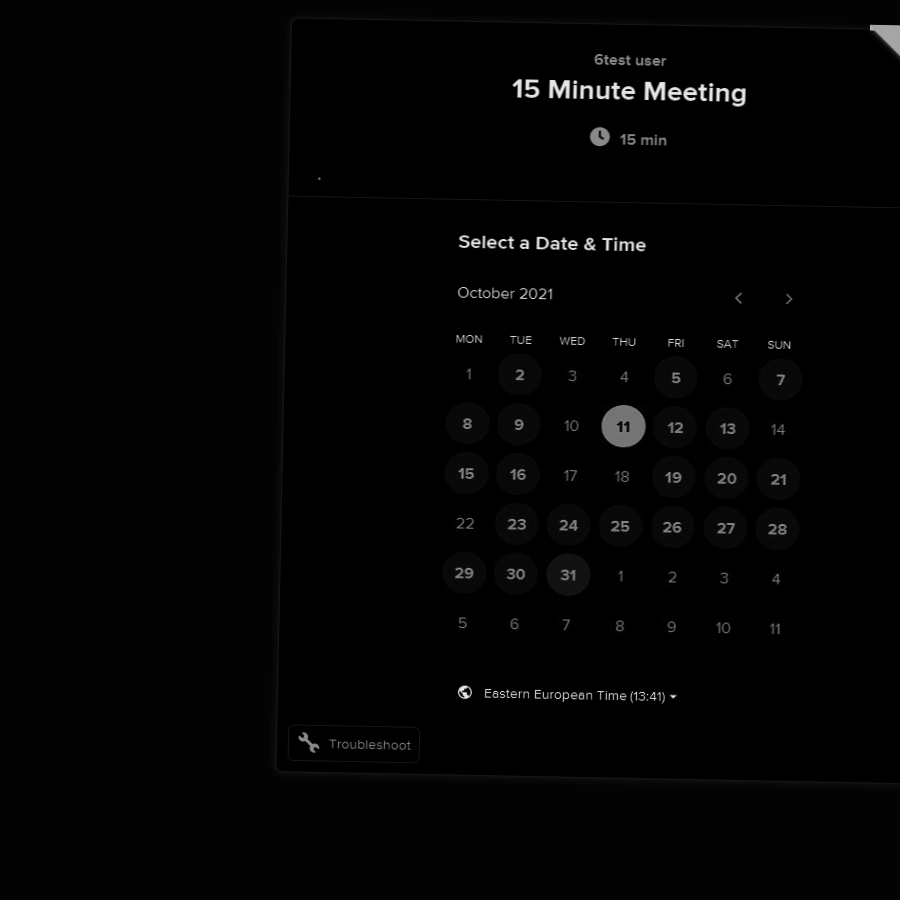 6test user
15 Minute Meeting
15 min
Select a Date & Time
October 2021
MON TUE WED THU FRI SAT SUN
1 2 3 4 5 6 7
8 9 10 11 12 13 14
15 16 17 18 19 20 21
22 23 24 25 26 27 28
29 30 31 1 2 3 4
5 6 7 8 9 10 11
Eastern European Time (13:41)
Troubleshoot